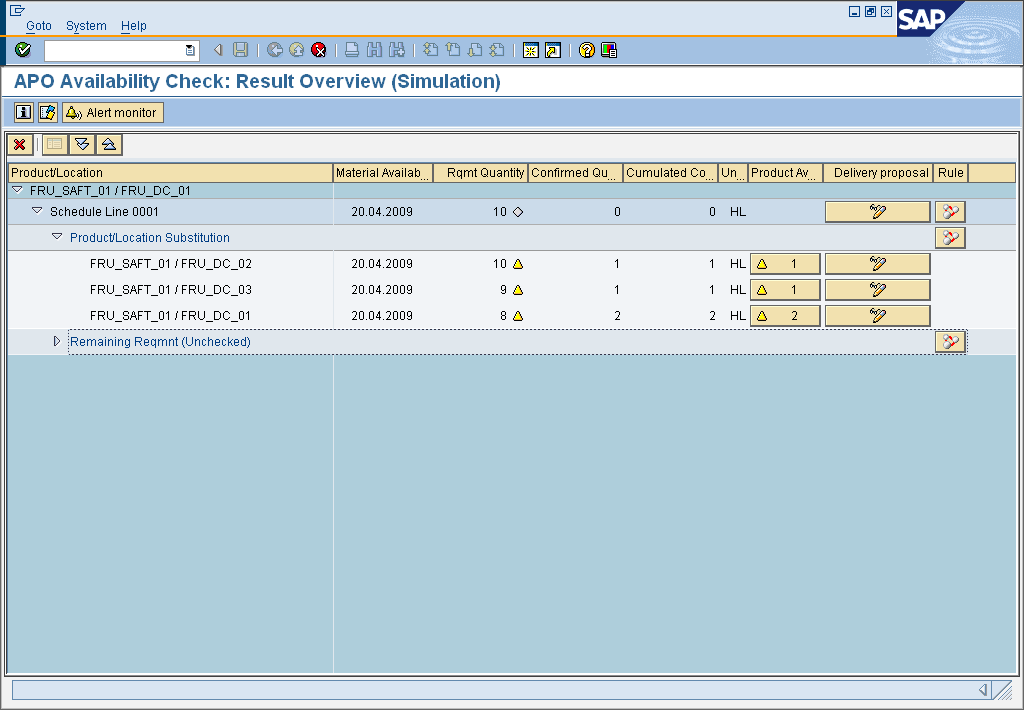 Goto System Help
SAP
APO Availability Check: Result Overview (Simulation)
Alert monitor
Product/Location Material Availab... Rqmt Quantity Confirmed Qu... Cumulated Co... Un... Product Av... Delivery proposal Rule
FRU_SAFT_01 / FRU_DC_01
Schedule Line 0001 20.04.2009 10 0 0 HL
Product/Location Substitution
FRU_SAFT_01 / FRU_DC_02 20.04.2009 10 1 1 HL 1
FRU_SAFT_01 / FRU_DC_03 20.04.2009 9 1 1 HL 1
FRU_SAFT_01 / FRU_DC_01 20.04.2009 8 2 2 HL 2
Remaining Reqmnt (Unchecked)